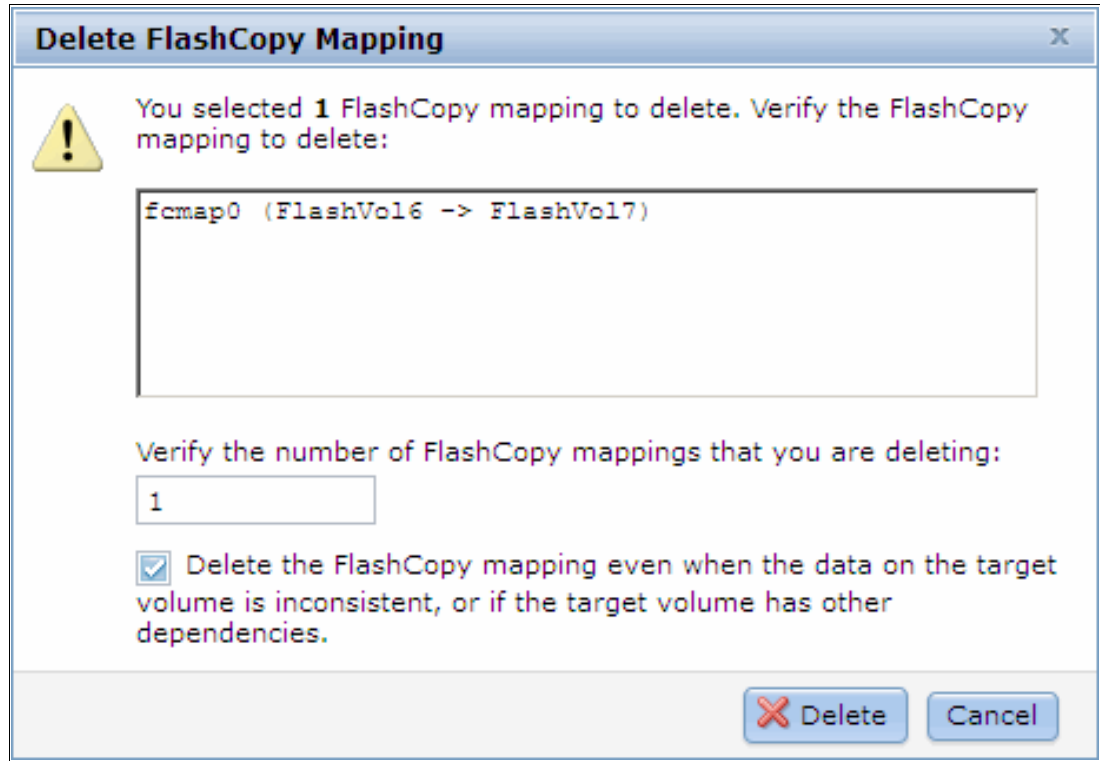 Delete FlashCopy Mapping
x
You selected 1 FlashCopy mapping to delete. Verify the FlashCopy
mapping to delete:
fcmap0 (FlashVol6 -> FlashVol7)
Verify the number of FlashCopy mappings that you are deleting:
1
Delete the FlashCopy mapping even when the data on the target
volume is inconsistent, or if the target volume has other
dependencies.
Delete Cancel